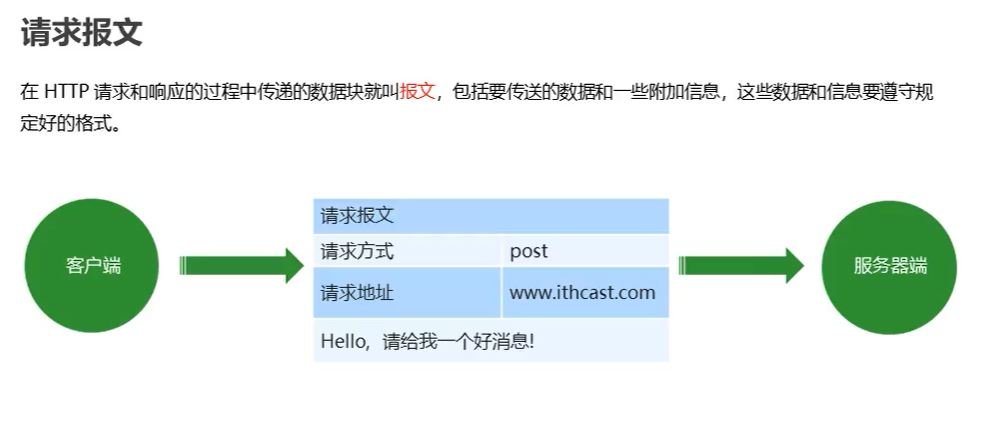 请求报文
在 HTTP 请求和响应的过程中传递的数据块就叫报文，包括要传送的数据和一些附加信息，这些数据和信息要遵守规
定好的格式。
客户端
请求报文
请求方式 post
请求地址 www.ithcast.com
Hello，请给我一个好消息!
服务器端